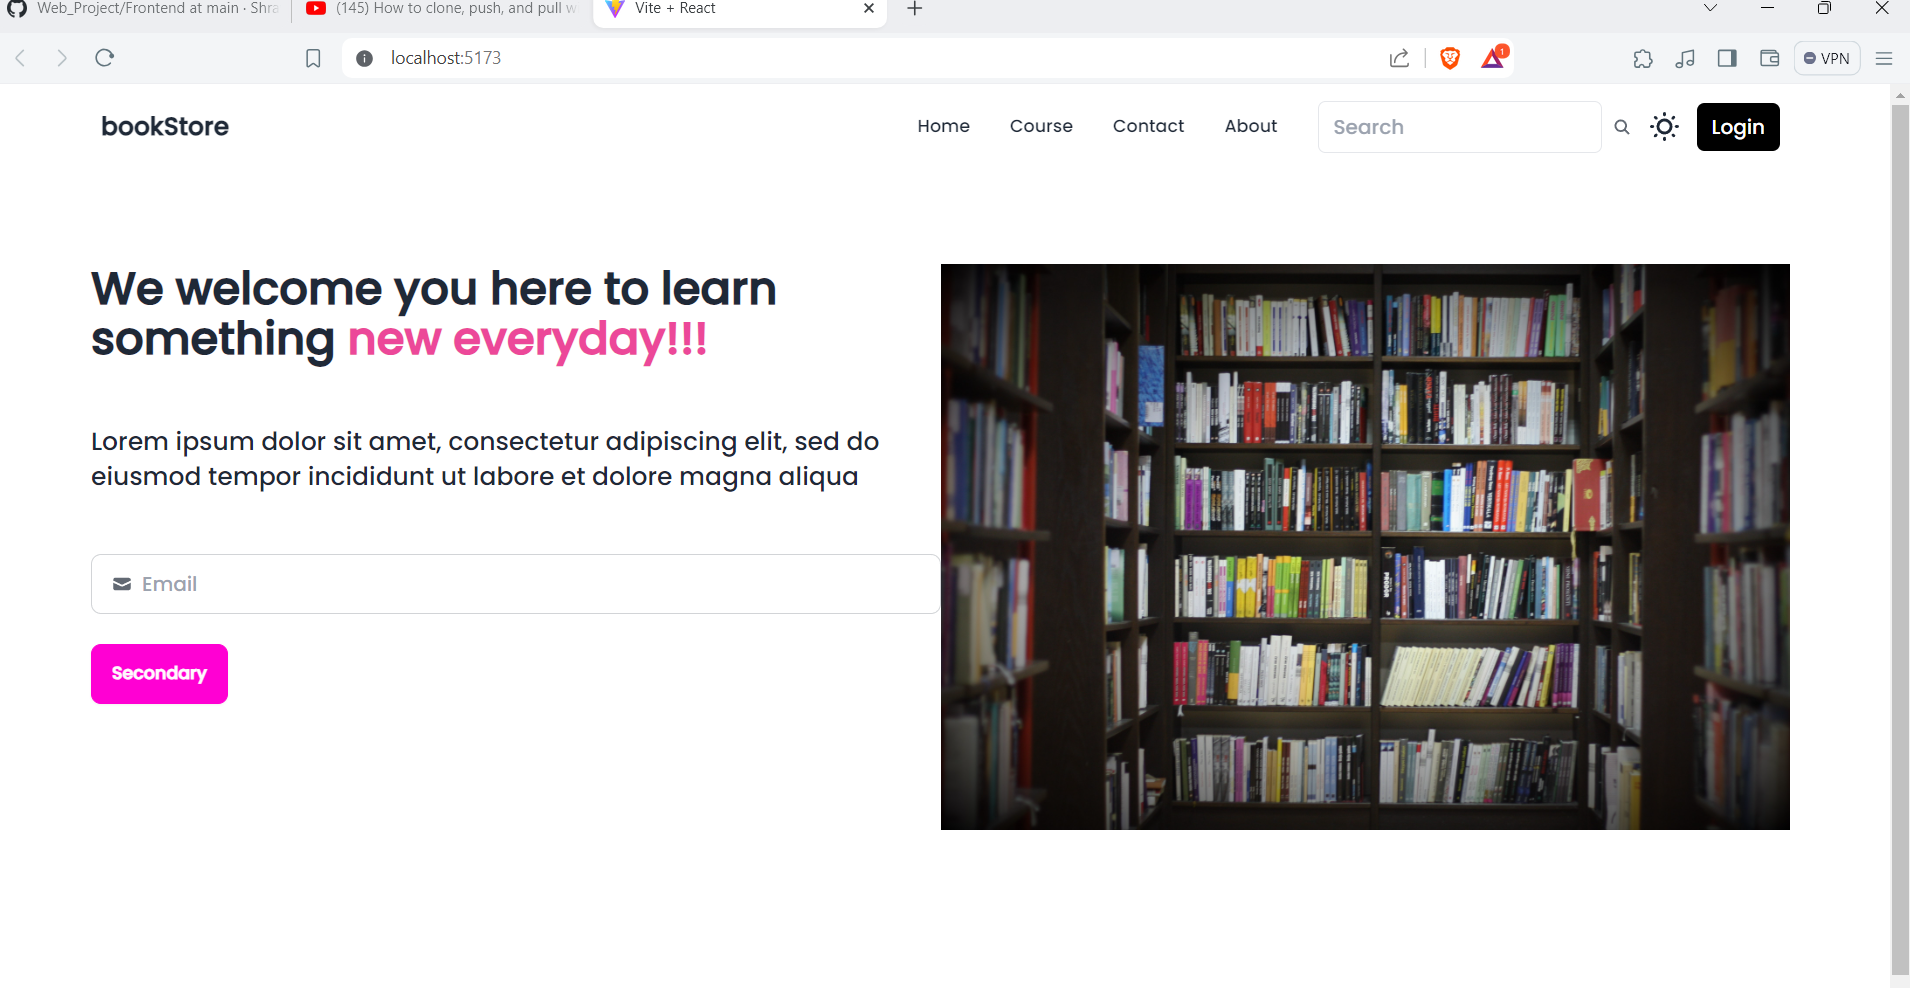 Web_Project/Frontend at main · Shra
(145) How to clone, push, and pull w
Vite + React
localhost:5173
1
VPN
bookStore
Home
Course
Contact
About
Search
Login
We welcome you here to learn
something new everyday!!!
Lorem ipsum dolor sit amet, consectetur adipiscing elit, sed do
eiusmod tempor incididunt ut labore et dolore magna aliqua
Email
Secondary